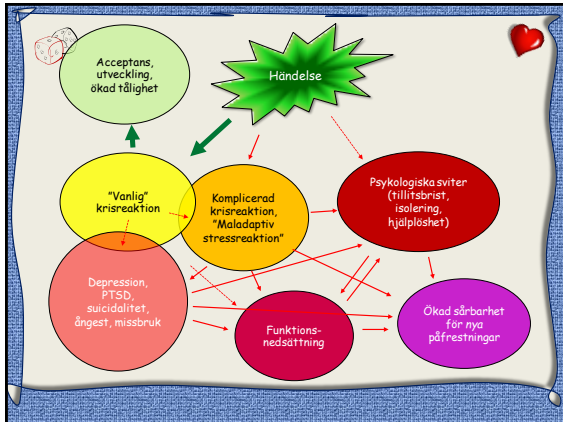 Acceptans,
utveckling,
ökad tålighet
Händelse
"Vanlig"
krisreaktion
Komplicerad
krisreaktion,
"Maladaptiv
stressreaktion"
Psykologiska sviter
(tillitsbrist,
isolering,
hjälplöshet)
Depression,
PTSD,
suicidalitet,
ångest, missbruk
Funktions-
nedsättning
Ökad sårbarhet
för nya
påfrestningar